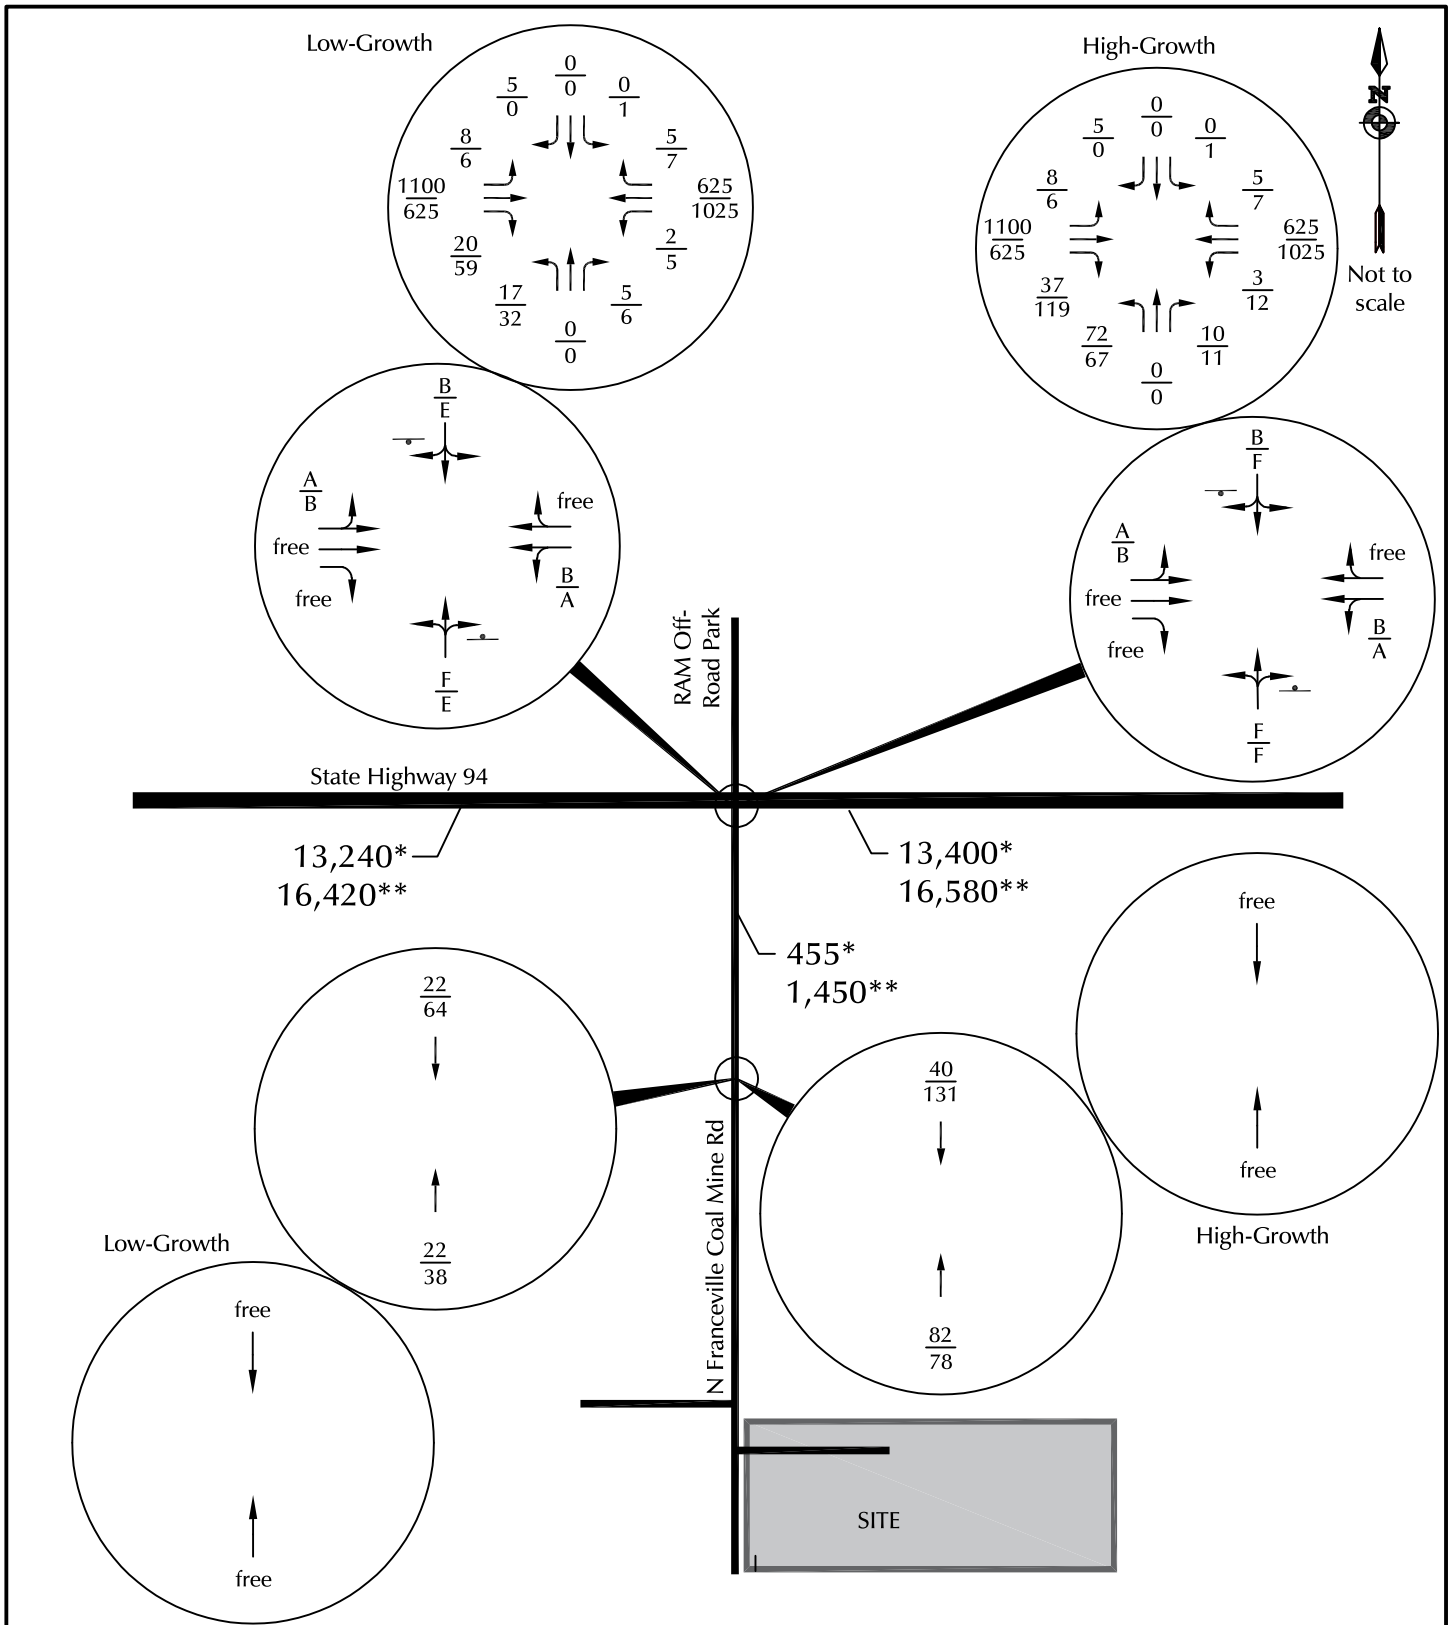 Low-Growth
0
0
5
0
0
1
8
6
5
7
1100
625
625
1025
20
59
2
5
17
32
5
6
0
0
High-Growth
0
0
5
0
0
1
8
6
5
7
1100
625
625
1025
37
119
3
12
72
67
10
11
0
0
N
Not to
scale
B
E
A
B
free
free
free
B
A
F
E
B
F
A
B
free
free
free
B
A
F
F
RAM Off-
Road Park
State Highway 94
13,240*
16,420**
13,400*
16,580**
455*
1,450**
22
64
22
38
Low-Growth
free
free
N Franceville Coal Mine Rd
40
131
82
78
free
free
High-Growth
SITE